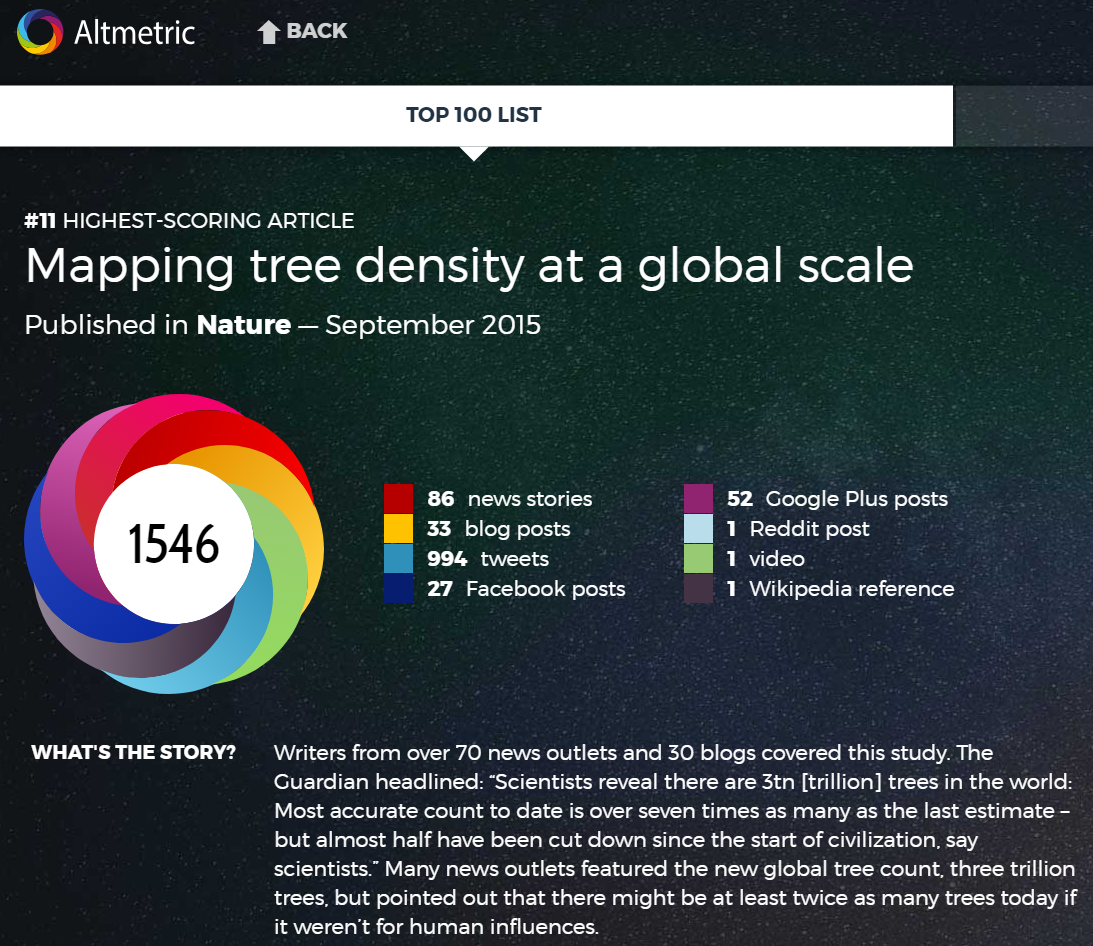 Altmetric
BACK
TOP 100 LIST
#11 HIGHEST-SCORING ARTICLE
Mapping tree density at a global scale
Published in Nature — September 2015
1546
86 news stories
33 blog posts
994 tweets
27 Facebook posts
52 Google Plus posts
1 Reddit post
1 video
1 Wikipedia reference
WHAT'S THE STORY?
Writers from over 70 news outlets and 30 blogs covered this study. The
Guardian headlined: “Scientists reveal there are 3tn [trillion] trees in the world:
Most accurate count to date is over seven times as many as the last estimate –
but almost half have been cut down since the start of civilization, say
scientists.” Many news outlets featured the new global tree count, three trillion
trees, but pointed out that there might be at least twice as many trees today if
it weren’t for human influences.